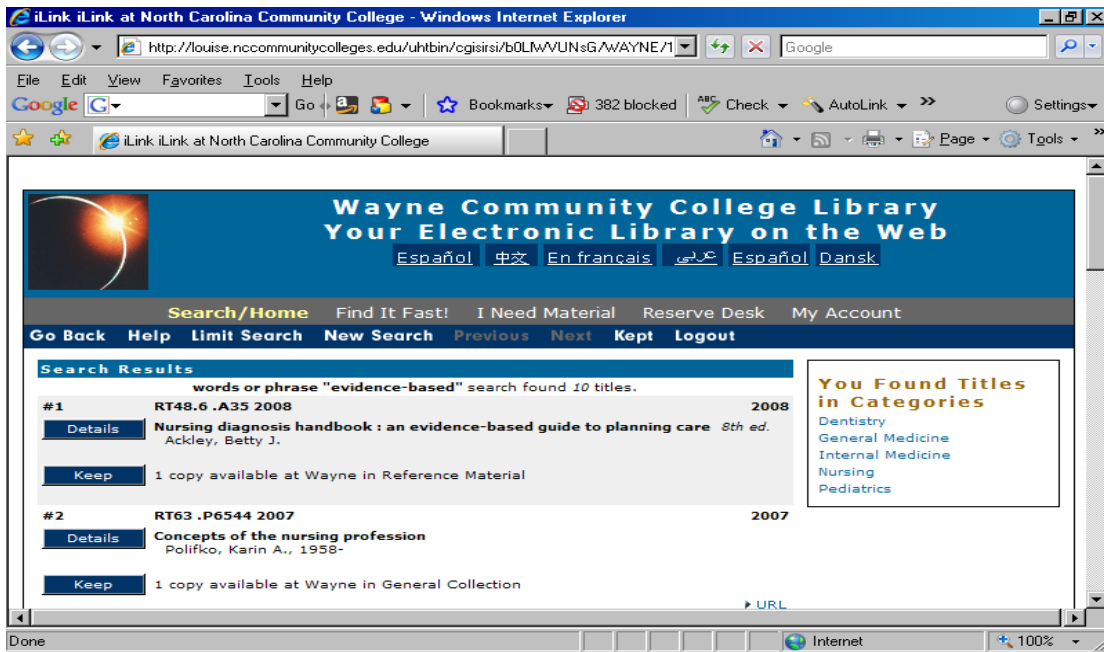 iLink iLink at North Carolina Community College - Windows Internet Explorer
http://louise.nccommunitycolleges.edu/uhtbin/cgisirsi/b0LMVUNsG/WAYNE/1 Google
File Edit View Favorites Tools Help
Google G Go Bookmarks 382 blocked ABC Check AutoLink » Settings
iLink iLink at North Carolina Community College Page Tools »
Wayne Community College Library
Your Electronic Library on the Web
Español 中文 En français عربى Español Dansk
Search/Home Find It Fast! I Need Material Reserve Desk My Account
Go Back Help Limit Search New Search Previous Next Kept Logout
Search Results
words or phrase "evidence-based" search found 10 titles.
#1 RT48.6 .A35 2008 2008
Details Nursing diagnosis handbook : an evidence-based guide to planning care 8th ed.
Ackley, Betty J.
Keep 1 copy available at Wayne in Reference Material
#2 RT63 .P6544 2007 2007
Details Concepts of the nursing profession
Polifko, Karin A., 1958-
Keep 1 copy available at Wayne in General Collection
URL
You Found Titles
in Categories
Dentistry
General Medicine
Internal Medicine
Nursing
Pediatrics
Done Internet 100%